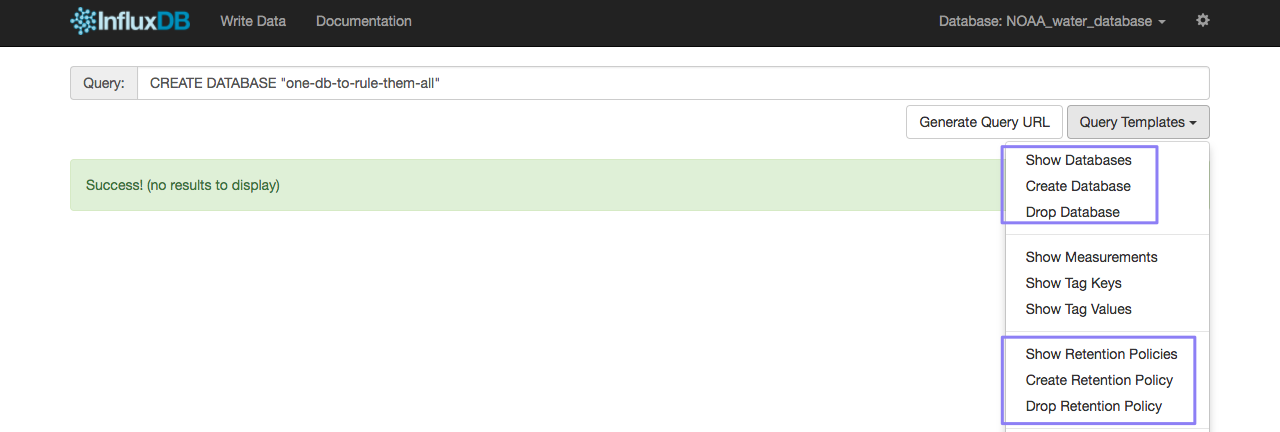 InfluxDB Write Data Documentation Database: NOAA_water_database
Query: CREATE DATABASE "one-db-to-rule-them-all"
Generate Query URL Query Templates
Success! (no results to display)
Show Databases
Create Database
Drop Database
Show Measurements
Show Tag Keys
Show Tag Values
Show Retention Policies
Create Retention Policy
Drop Retention Policy